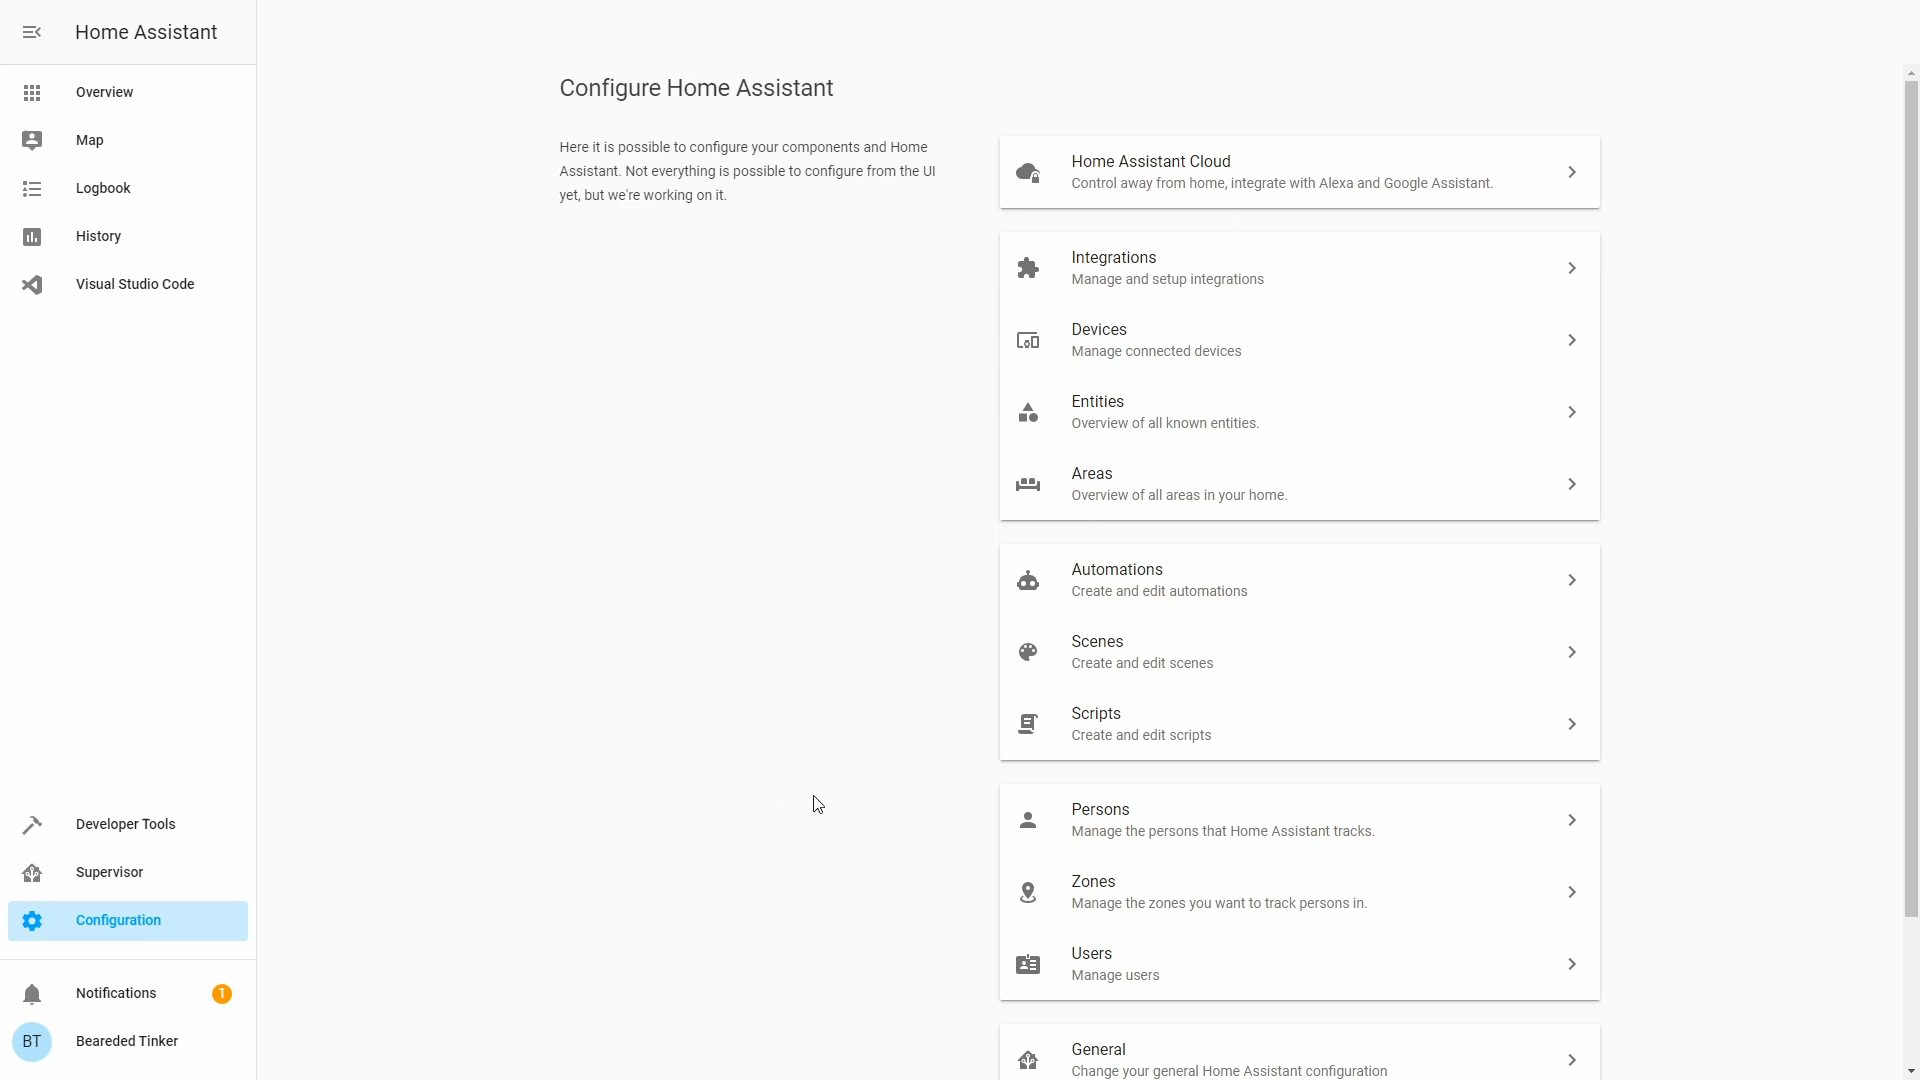 Home Assistant
Overview
Map
Logbook
History
Visual Studio Code
Developer Tools
Supervisor
Configuration
Notifications 1
BT Bearded Tinker
Configure Home Assistant
Here it is possible to configure your components and Home
Assistant. Not everything is possible to configure from the UI
yet, but we're working on it.
Home Assistant Cloud
Control away from home, integrate with Alexa and Google Assistant.
Integrations
Manage and setup integrations
Devices
Manage connected devices
Entities
Overview of all known entities.
Areas
Overview of all areas in your home.
Automations
Create and edit automations
Scenes
Create and edit scenes
Scripts
Create and edit scripts
Persons
Manage the persons that Home Assistant tracks.
Zones
Manage the zones you want to track persons in.
Users
Manage users
General
Change your general Home Assistant configuration